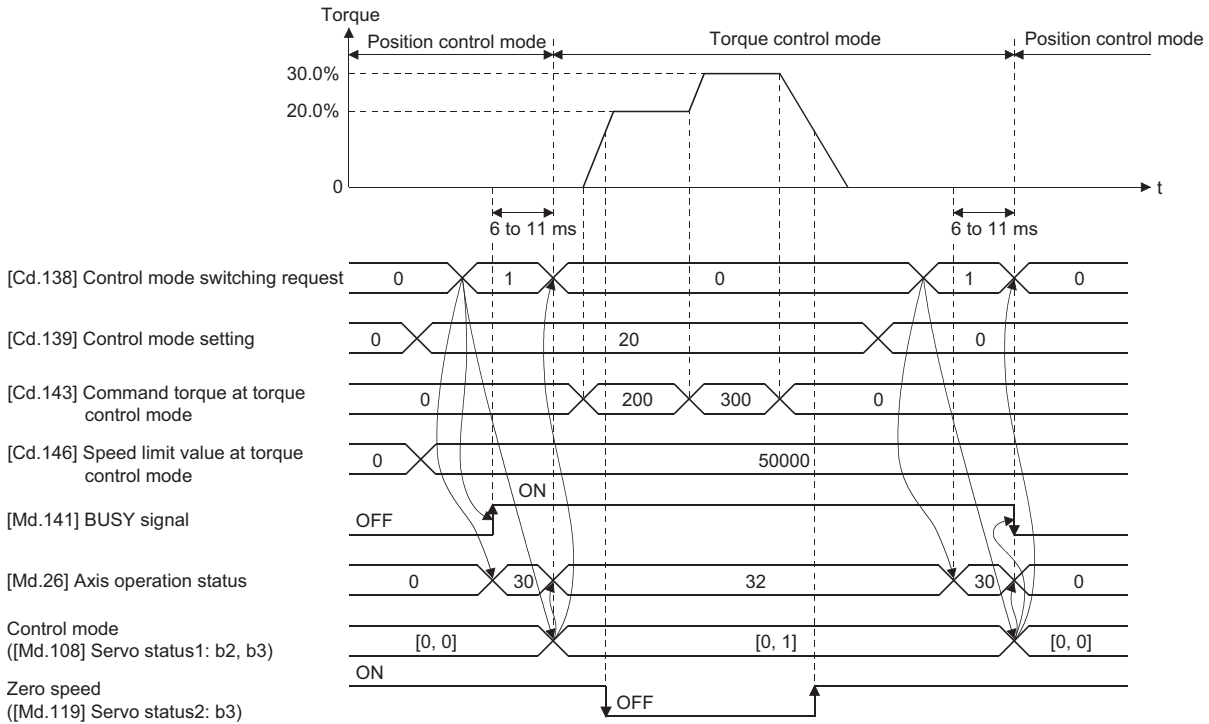 Torque
Position control mode
Torque control mode
Position control mode
30.0%
20.0%
0
t
6 to 11 ms
6 to 11 ms
[Cd.138] Control mode switching request
0
1
0
1
0
[Cd.139] Control mode setting
0
20
0
[Cd.143] Command torque at torque
control mode
0
200
300
0
[Cd.146] Speed limit value at torque
control mode
0
50000
[Md.141] BUSY signal
OFF
ON
[Md.26] Axis operation status
0
30
32
30
0
Control mode
([Md.108] Servo status1: b2, b3)
[0, 0]
[0, 1]
[0, 0]
Zero speed
([Md.119] Servo status2: b3)
ON
OFF